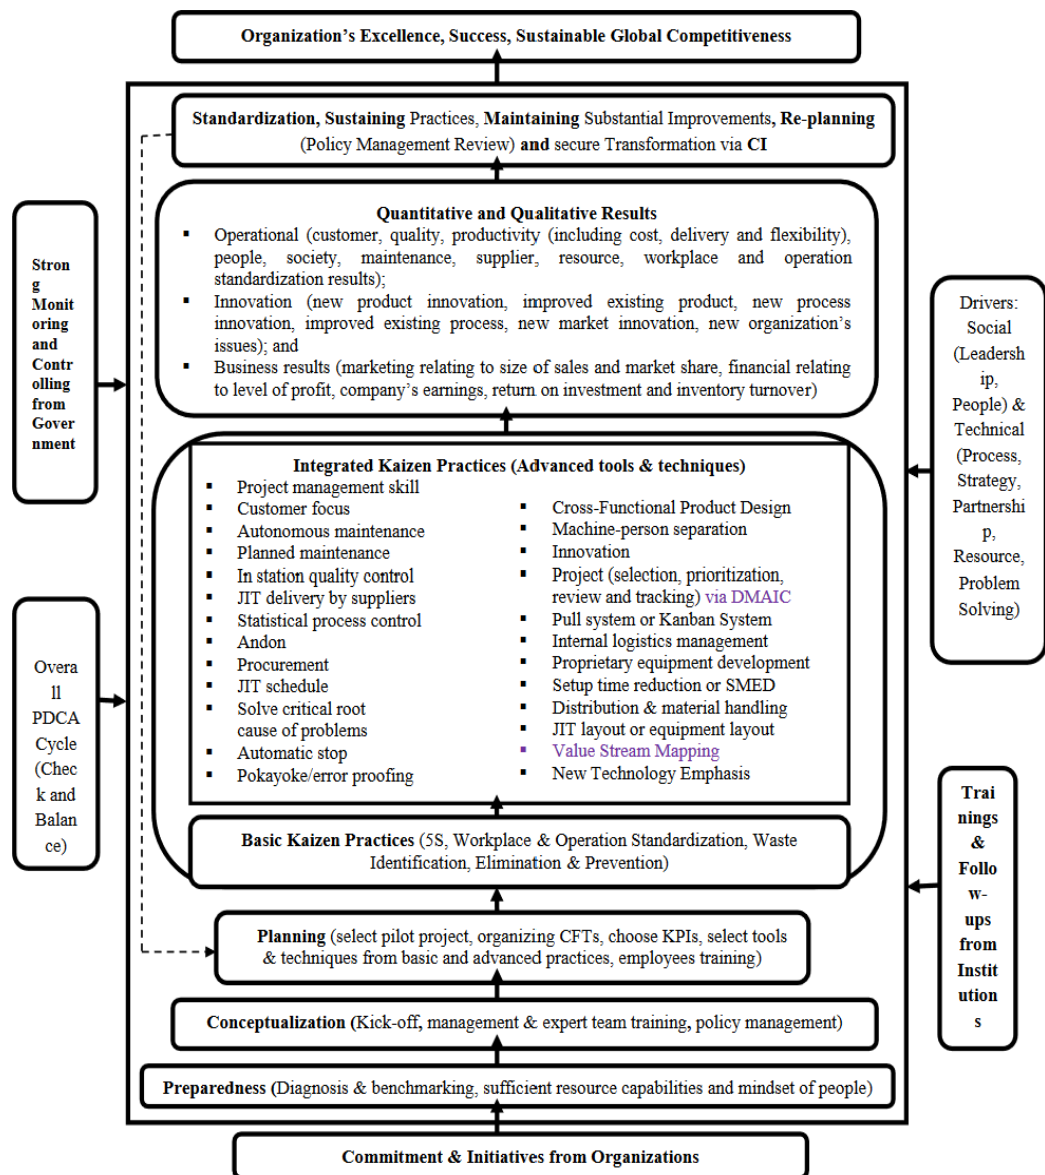 Organization's Excellence, Success, Sustainable Global Competitiveness
Standardization, Sustaining Practices, Maintaining Substantial Improvements, Re-planning
(Policy Management Review) and secure Transformation via CI
Quantitative and Qualitative Results
▪ Operational (customer, quality, productivity (including cost, delivery and flexibility),
people, society, maintenance, supplier, resource, workplace and operation
standardization results);
▪ Innovation (new product innovation, improved existing product, new process
innovation, improved existing process, new market innovation, new organization's
issues); and
▪ Business results (marketing relating to size of sales and market share, financial relating
to level of profit, company's earnings, return on investment and inventory turnover)
Stron
g
Monit
oring
and
Contr
olling
from
Gover
nment
Drivers:
Social
(Leadersh
ip,
People) &
Technical
(Process,
Strategy,
Partnershi
p,
Resource,
Problem
Solving)
Integrated Kaizen Practices (Advanced tools & techniques)
▪ Project management skill
▪ Customer focus
▪ Autonomous maintenance
▪ Planned maintenance
▪ In station quality control
▪ JIT delivery by suppliers
▪ Statistical process control
▪ Andon
▪ Procurement
▪ JIT schedule
▪ Solve critical root
cause of problems
▪ Automatic stop
▪ Pokayoke/error proofing
▪ Cross-Functional Product Design
▪ Machine-person separation
▪ Innovation
▪ Project (selection, prioritization,
review and tracking) via DMAIC
▪ Pull system or Kanban System
▪ Internal logistics management
▪ Proprietary equipment development
▪ Setup time reduction or SMED
▪ Distribution & material handling
▪ JIT layout or equipment layout
▪ Value Stream Mapping
▪ New Technology Emphasis
Overa
ll
PDCA
Cycle
(Chec
k and
Balan
ce)
Trai
nings
&
Follo
w-
ups
from
Instit
ution
s
Basic Kaizen Practices (5S, Workplace & Operation Standardization, Waste
Identification, Elimination & Prevention)
Planning (select pilot project, organizing CFTs, choose KPIs, select tools
& techniques from basic and advanced practices, employees training)
Conceptualization (Kick-off, management & expert team training, policy management)
Preparedness (Diagnosis & benchmarking, sufficient resource capabilities and mindset of people)
Commitment & Initiatives from Organizations